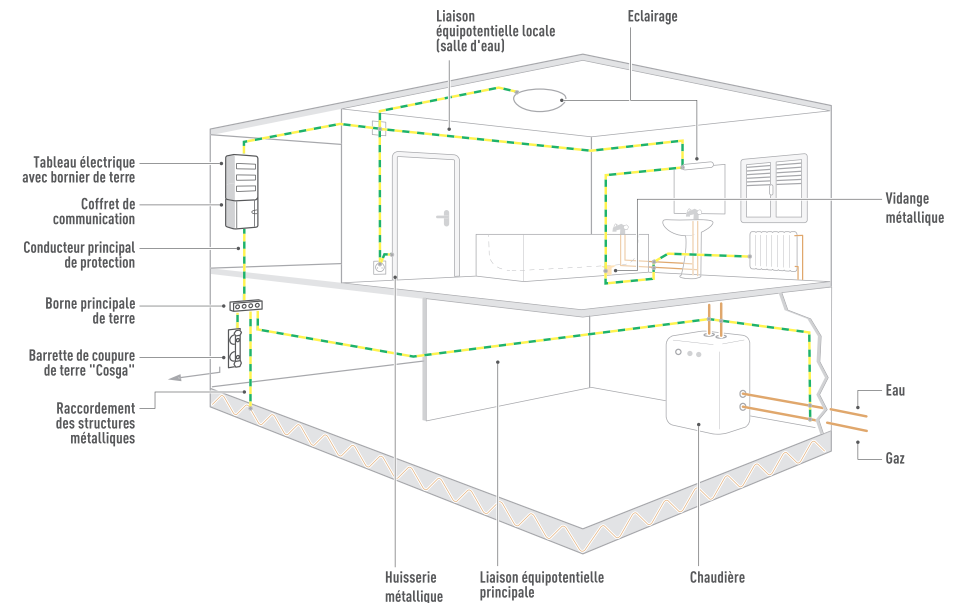 Liaison
équipotentielle locale
(salle d'eau)
Eclairage
Tableau électrique
avec bornier de terre
Coffret de
communication
Conducteur principal
de protection
Borne principale
de terre
Barrette de coupure
de terre "Cosga"
Raccordement
des structures
métalliques
Vidange
métallique
Eau
Gaz
Huisserie
métallique
Liaison équipotentielle
principale
Chaudière